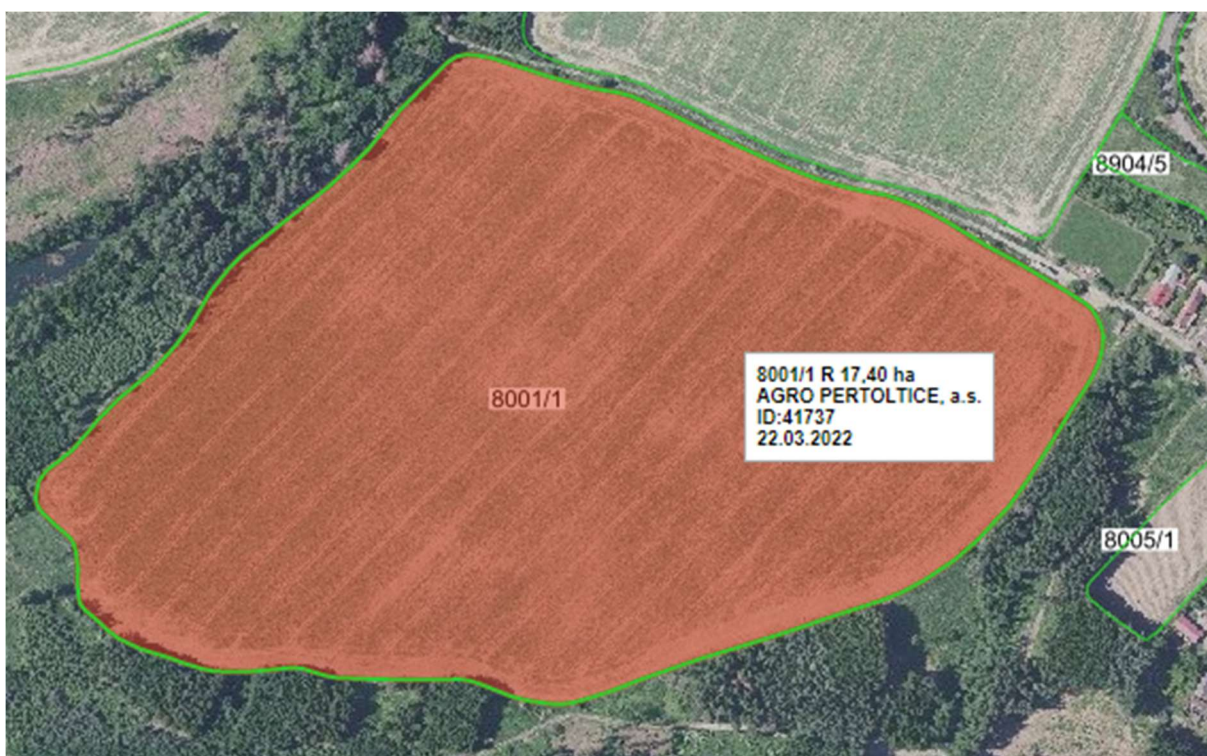 8904/5
8001/1
8001/1 R 17,40 ha
AGRO PERTOLTICE, a.s.
ID:41737
22.03.2022
8005/1